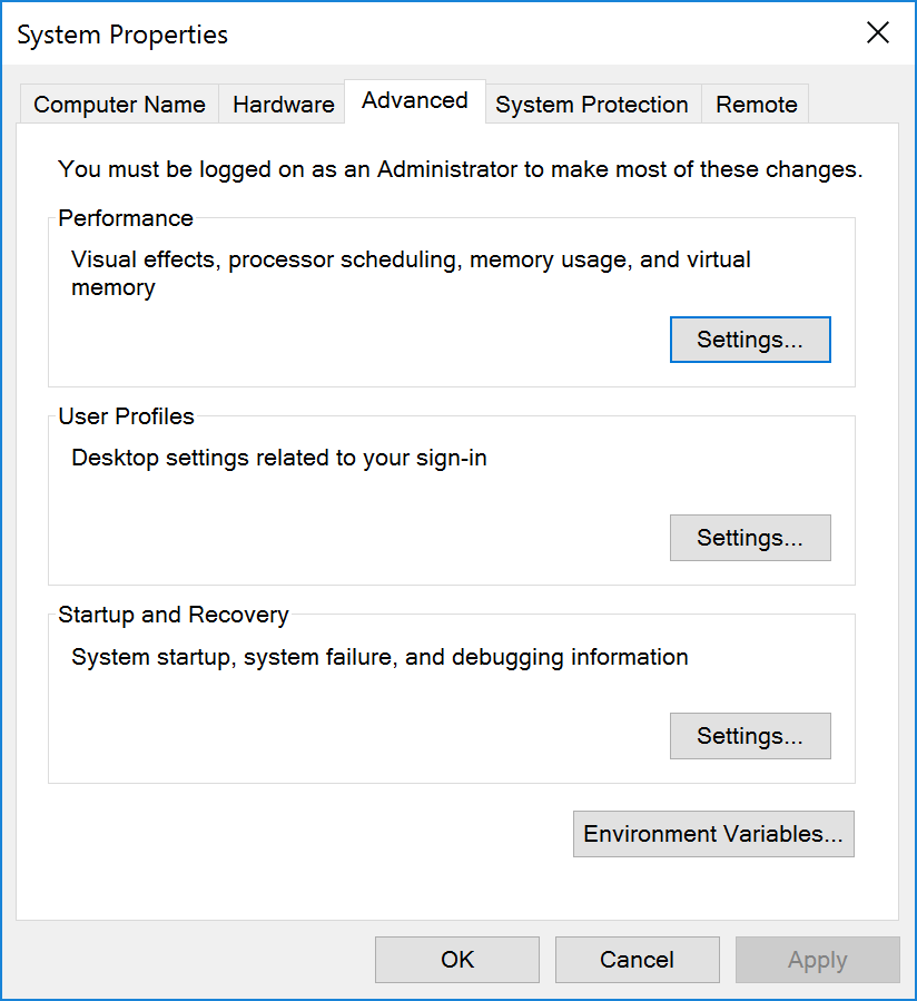 System Properties
Computer Name Hardware Advanced System Protection Remote
You must be logged on as an Administrator to make most of these changes.
Performance
Visual effects, processor scheduling, memory usage, and virtual
memory
Settings...
User Profiles
Desktop settings related to your sign-in
Settings...
Startup and Recovery
System startup, system failure, and debugging information
Settings...
Environment Variables...
OK Cancel Apply